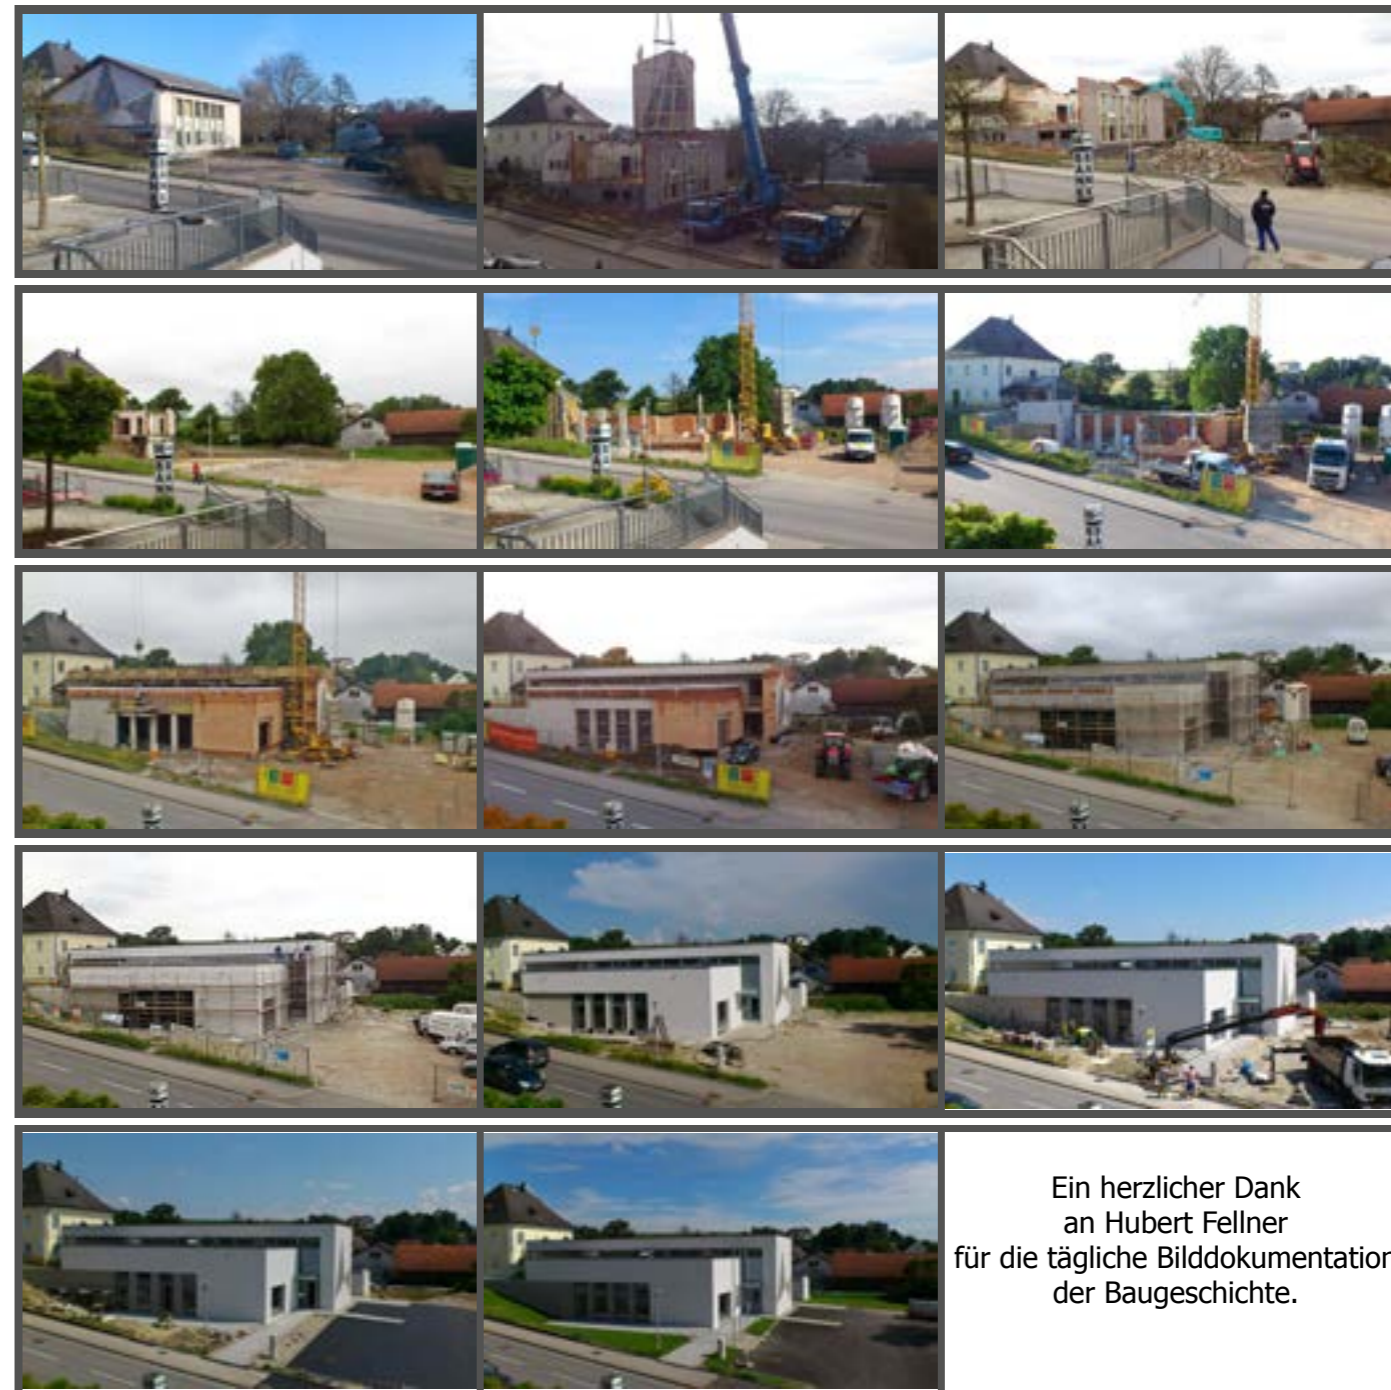 Ein herzlicher Dank
an Hubert Fellner
für die tägliche Bilddokumentation
der Baugeschichte.